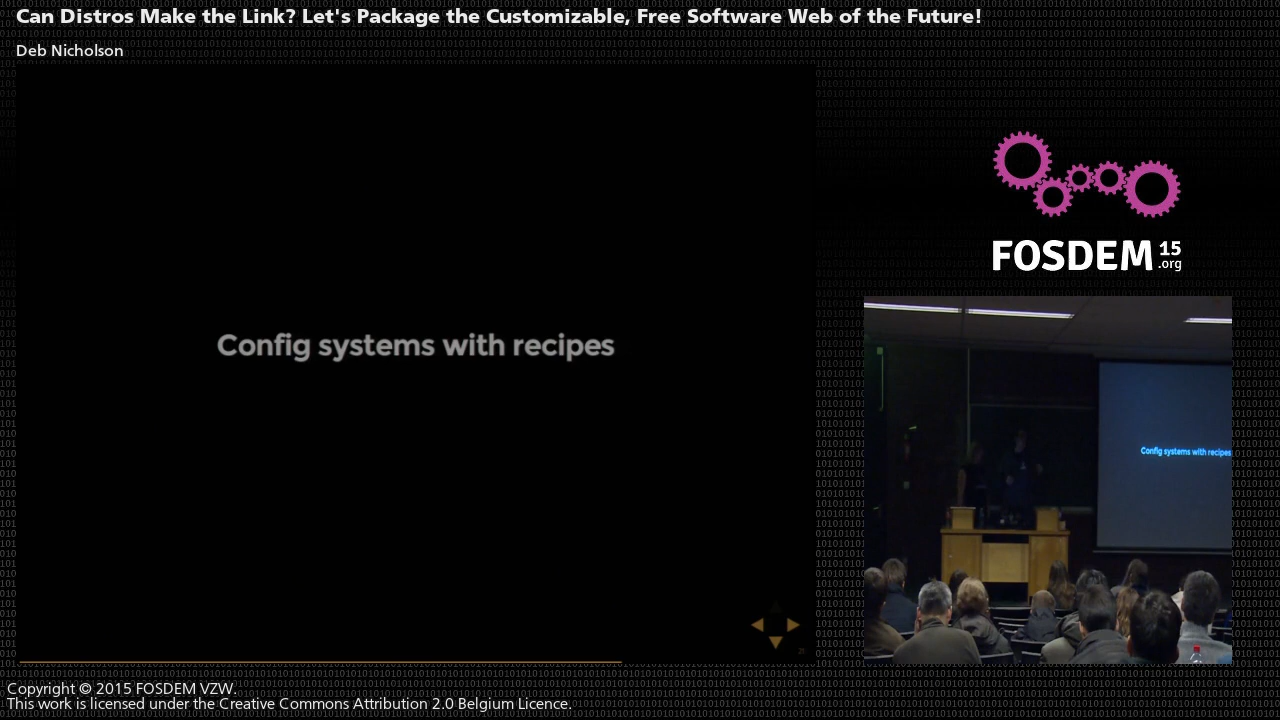 Can Distros Make the Link? Let's Package the Customizable, Free Software Web of the Future!
Deb Nicholson
Config systems with recipes
FOSDEM 15
.org
Config systems with recipes
Copyright © 2015 FOSDEM VZW.
This work is licensed under the Creative Commons Attribution 2.0 Belgium Licence.